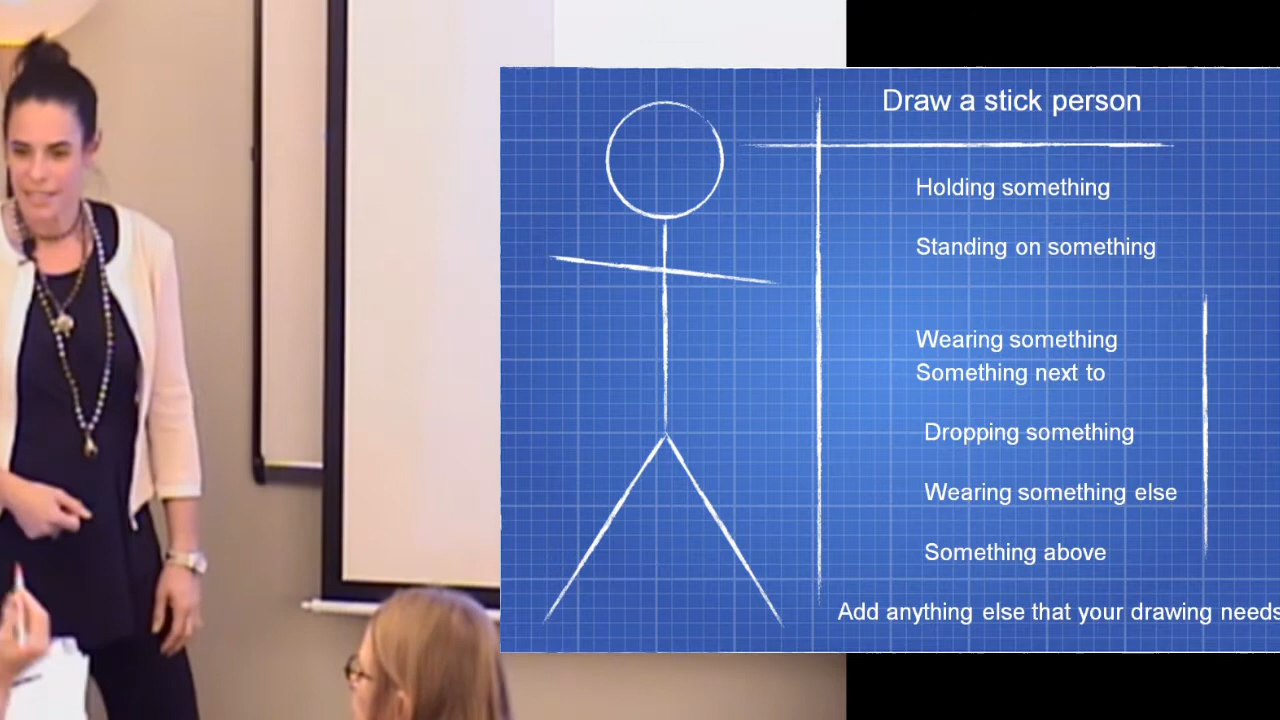 Draw a stick person
Holding something
Standing on something
Wearing something
Something next to
Dropping something
Wearing something else
Something above
Add anything else that your drawing needs